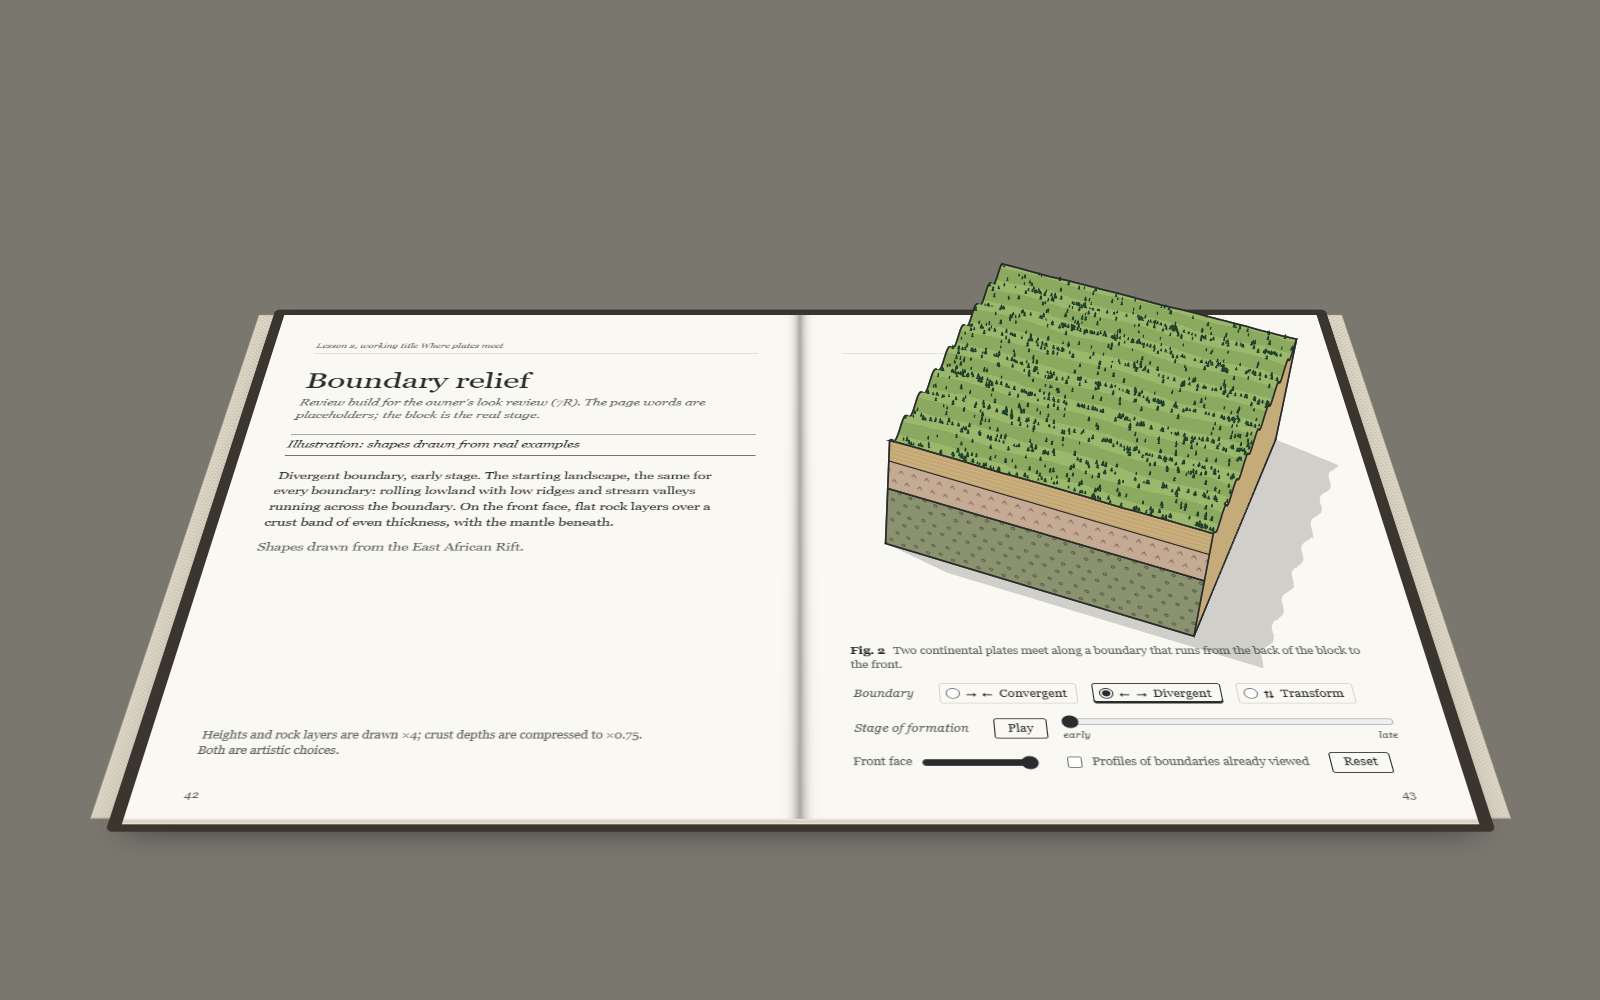 Lesson 2, working title Where plates meet
Boundary relief
Review build for the owner's look review (7R). The page words are
placeholders; the block is the real stage.
Illustration: shapes drawn from real examples
Divergent boundary, early stage. The starting landscape, the same for
every boundary: rolling lowland with low ridges and stream valleys
running across the boundary. On the front face, flat rock layers over a
crust band of even thickness, with the mantle beneath.
Shapes drawn from the East African Rift.
Heights and rock layers are drawn ×4; crust depths are compressed to ×0.75.
Both are artistic choices.
42
Fig. 2 Two continental plates meet along a boundary that runs from the back of the block to
the front.
Boundary → ← Convergent ← → Divergent ⇅ Transform
Stage of formation Play early late
Front face Profiles of boundaries already viewed Reset
43